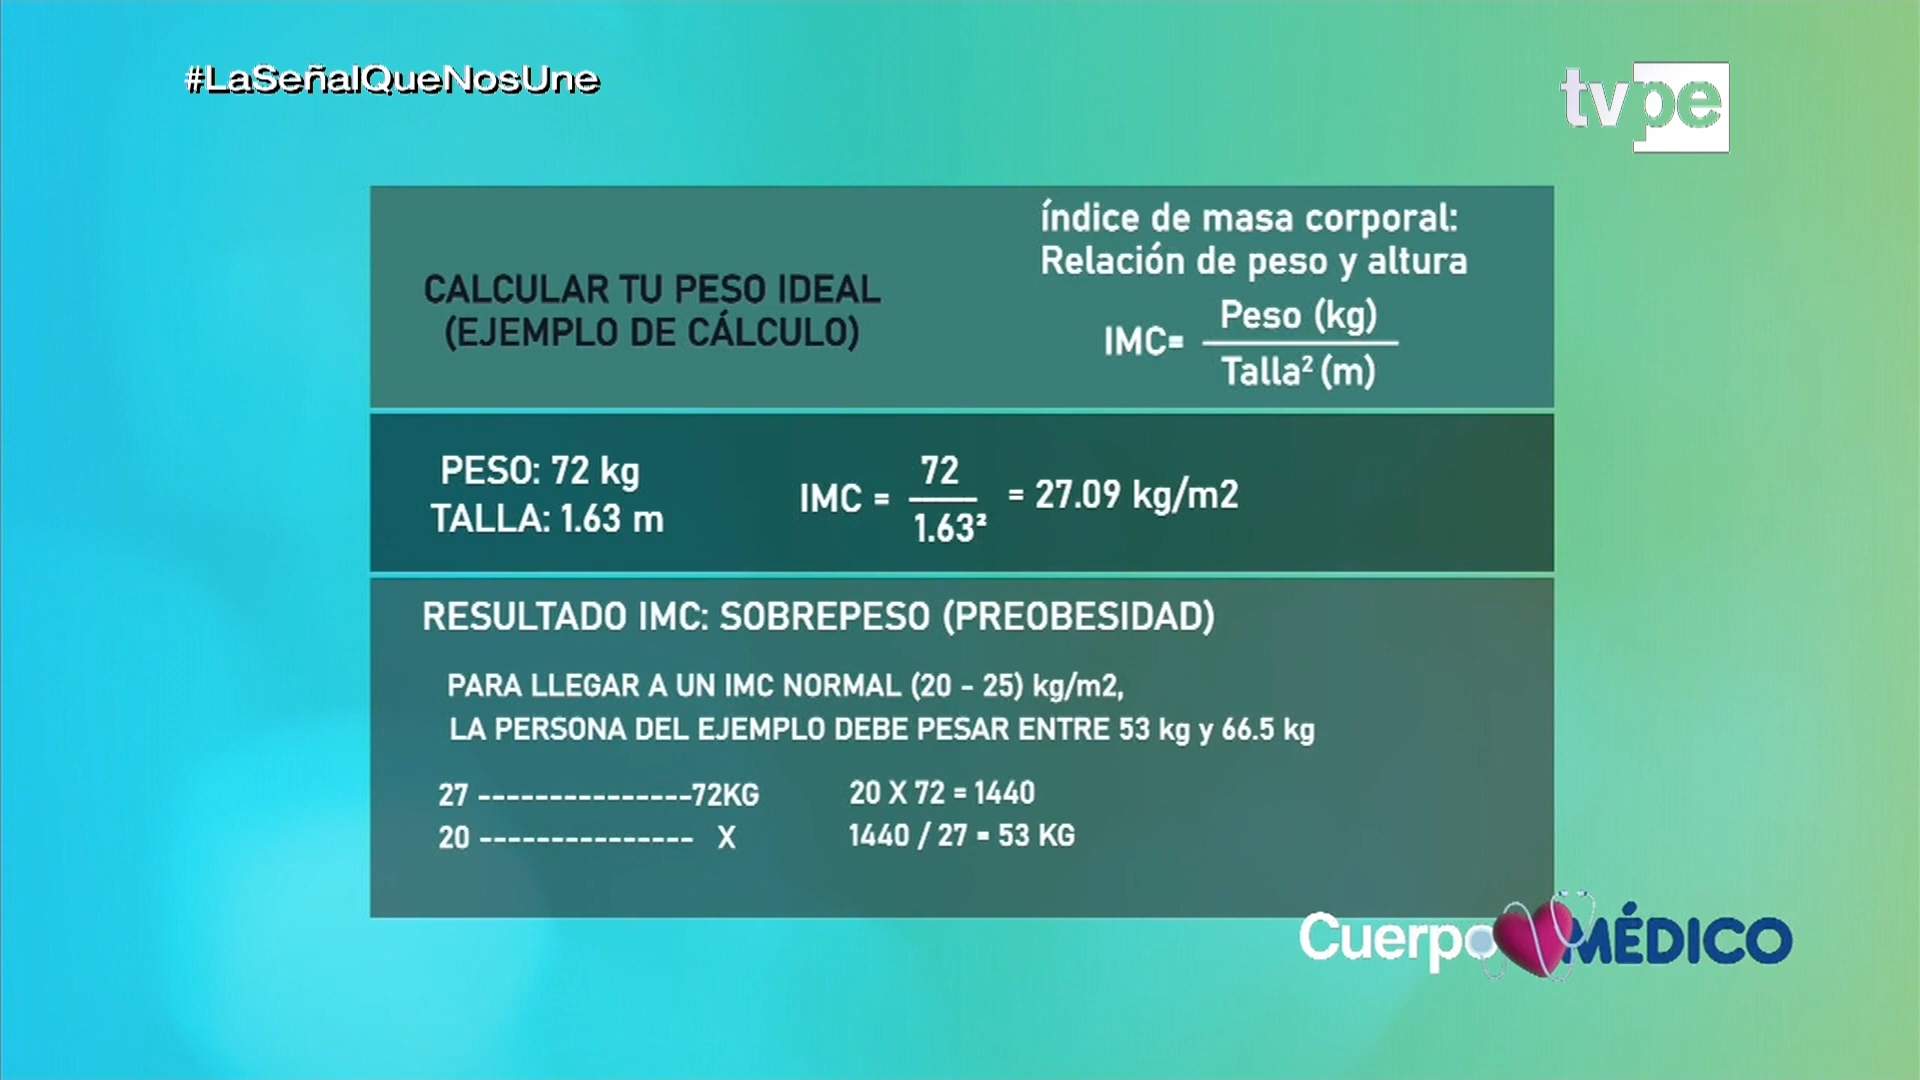 #LaSeñalQueNosUne
tvpe
CALCULAR TU PESO IDEAL
(EJEMPLO DE CÁLCULO)
índice de masa corporal:
Relación de peso y altura
IMC= Peso (kg)
Talla² (m)
PESO: 72 kg
TALLA: 1.63 m
IMC = 72
1.63²
= 27.09 kg/m2
RESULTADO IMC: SOBREPESO (PREOBESIDAD)
PARA LLEGAR A UN IMC NORMAL (20 - 25) kg/m2,
LA PERSONA DEL EJEMPLO DEBE PESAR ENTRE 53 kg y 66.5 kg
27 ---------------72KG
20 --------------- X
20 X 72 = 1440
1440 / 27 = 53 KG
Cuerpo MÉDICO